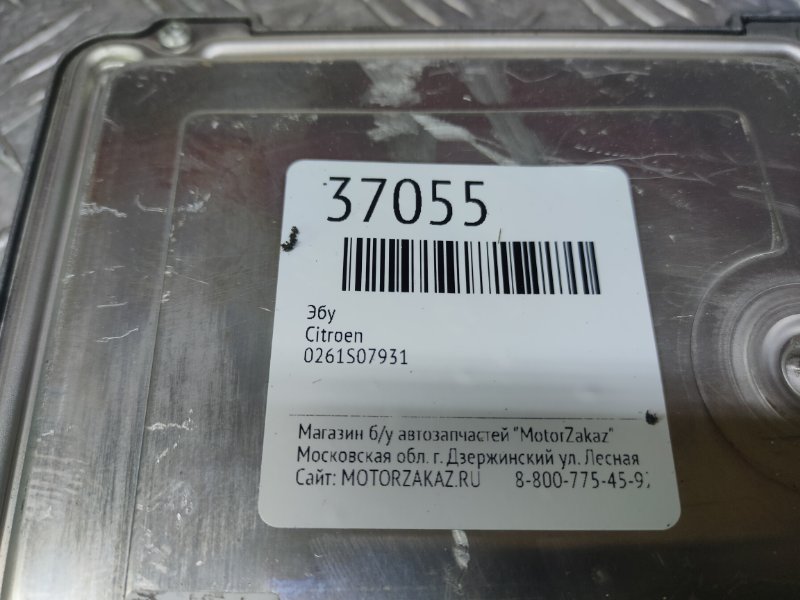 37055
Эбу
Citroen
0261S07931
Магазин б/у автозапчастей "MotorZakaz"
Московская обл. г. Дзержинский ул. Лесная
Сайт: MOTORZAKAZ.RU 8-800-775-45-9